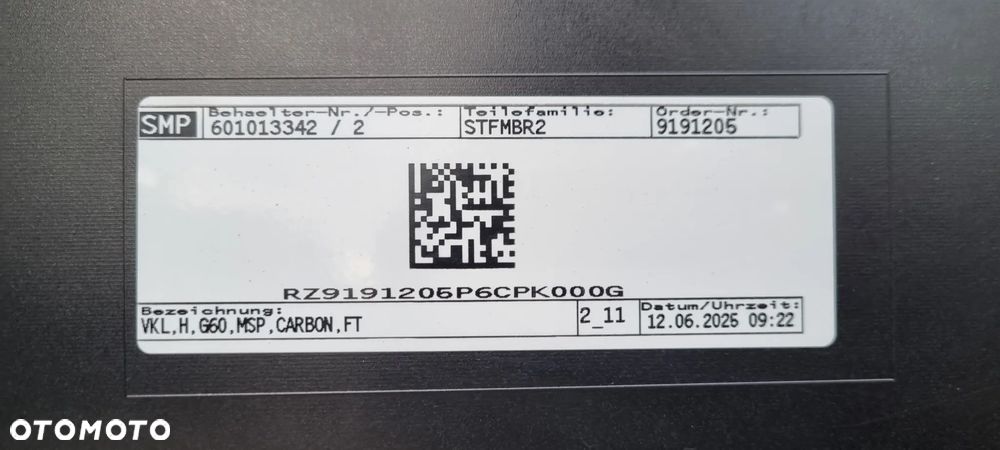 SMP
Behaelter-Nr./-Pos.: Teilefamilie: Order-Nr.:
601013342 / 2 STFMBR2 9191205
RZ9191205P6CPK000G
Bezeichnung: 2_11 Datum/Uhrzeit:
VKL,H,G60,MSP,CARBON,FT 12.06.2025 09:22
OTOMOTO